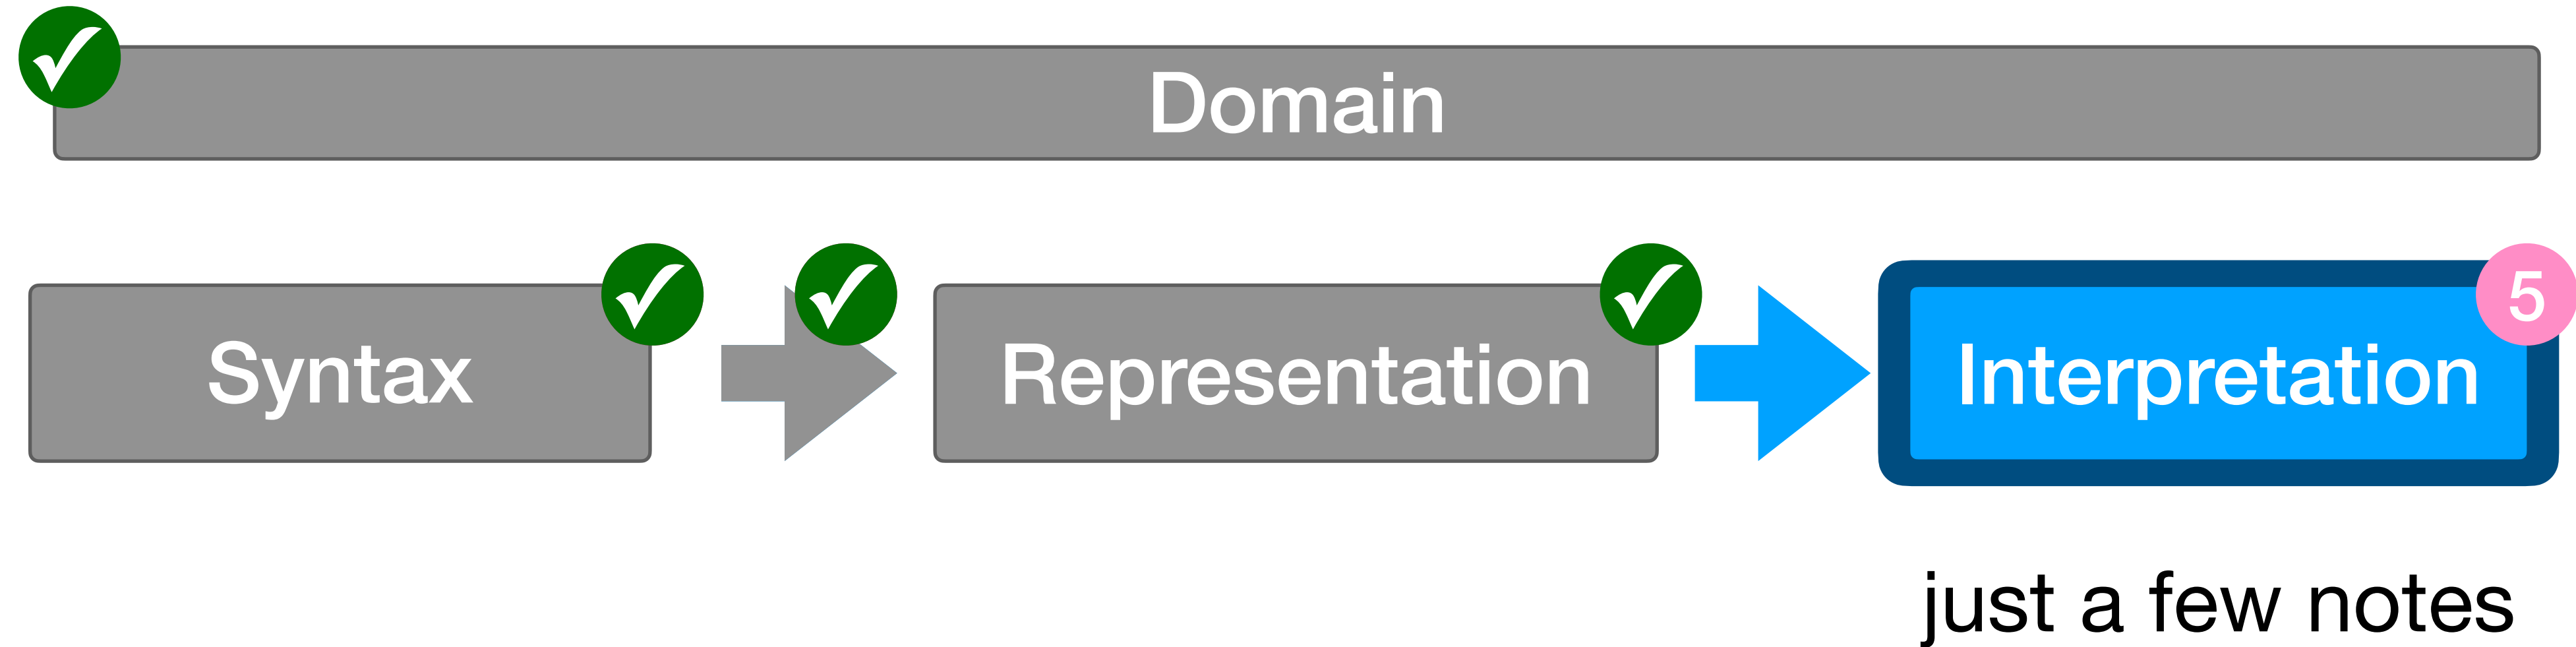 Domain
Syntax
Representation
Interpretation
5
just a few notes